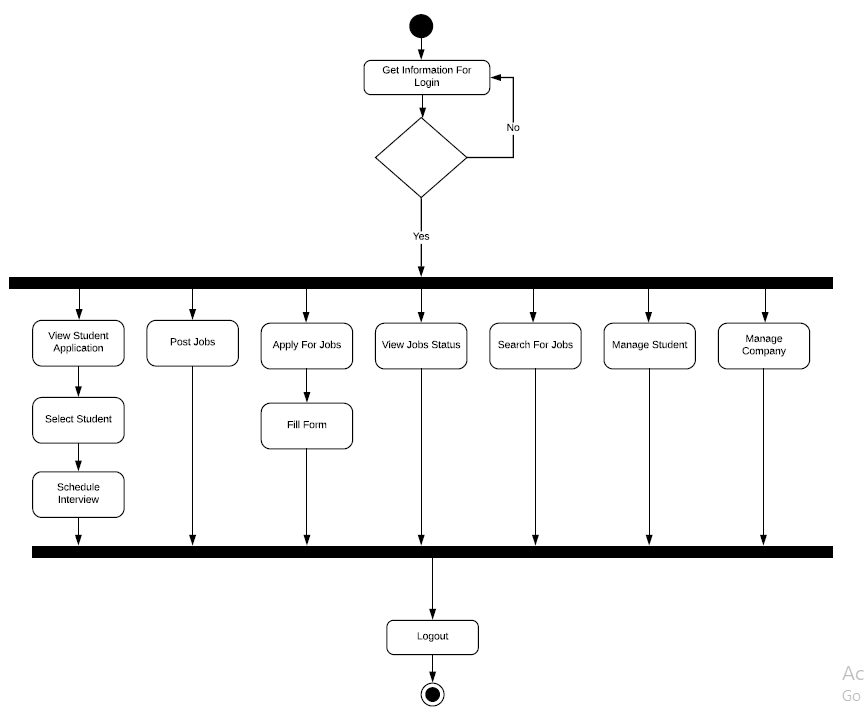 Get Information For
Login
No
Yes
View Student
Application
Post Jobs
Apply For Jobs
View Jobs Status
Search For Jobs
Manage Student
Manage
Company
Select Student
Fill Form
Schedule
Interview
Logout
Ac
Go